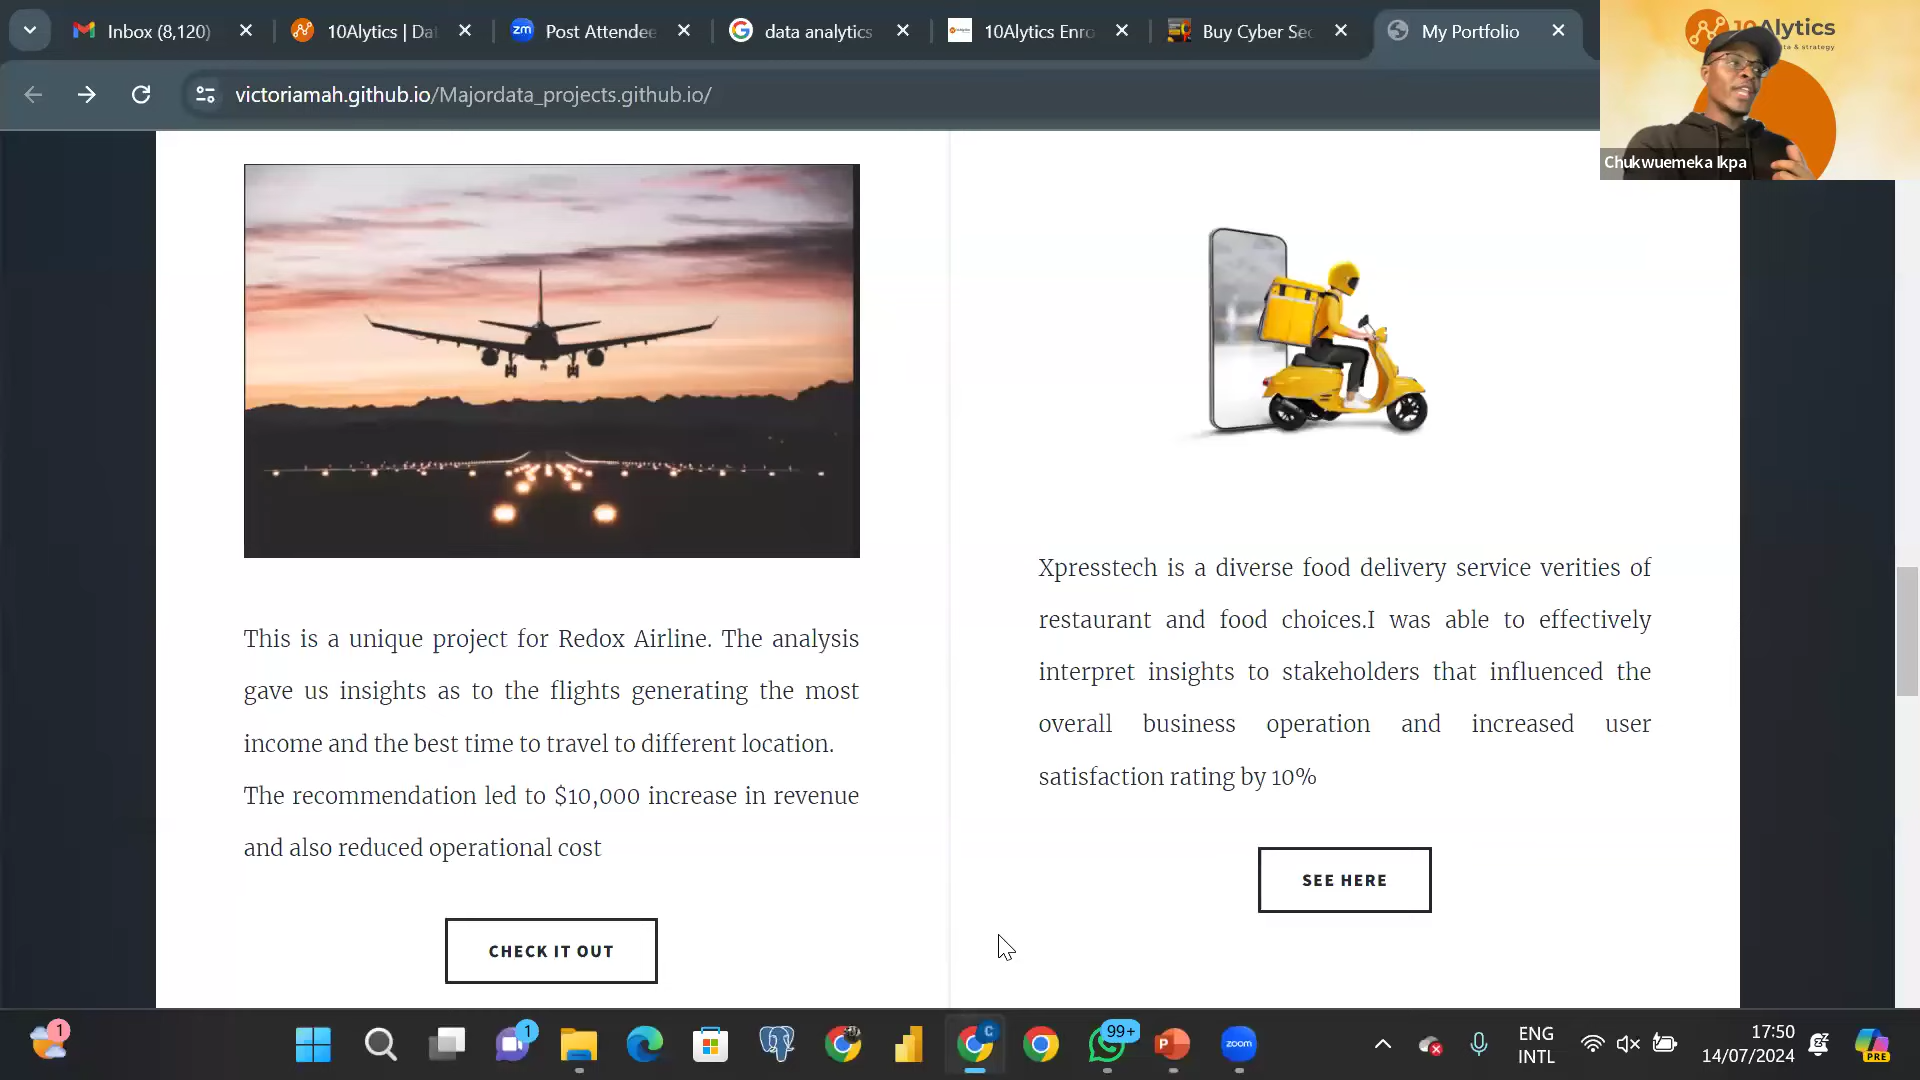 Inbox (8,120)
10Alytics | Dat
Post Attendee
data analytics
10Alytics Enro
Buy Cyber Sec
My Portfolio
victoriamah.github.io/Majordata_projects.github.io/
10Alytics
Chukwuemeka Ikpa
This is a unique project for Redox Airline. The analysis
gave us insights as to the flights generating the most
income and the best time to travel to different location.
The recommendation led to $10,000 increase in revenue
and also reduced operational cost
CHECK IT OUT
Xpresstech is a diverse food delivery service verities of
restaurant and food choices.I was able to effectively
interpret insights to stakeholders that influenced the
overall business operation and increased user
satisfaction rating by 10%
SEE HERE
1
1
C
99+
zoom
ENG
INTL
17:50
14/07/2024
PRE